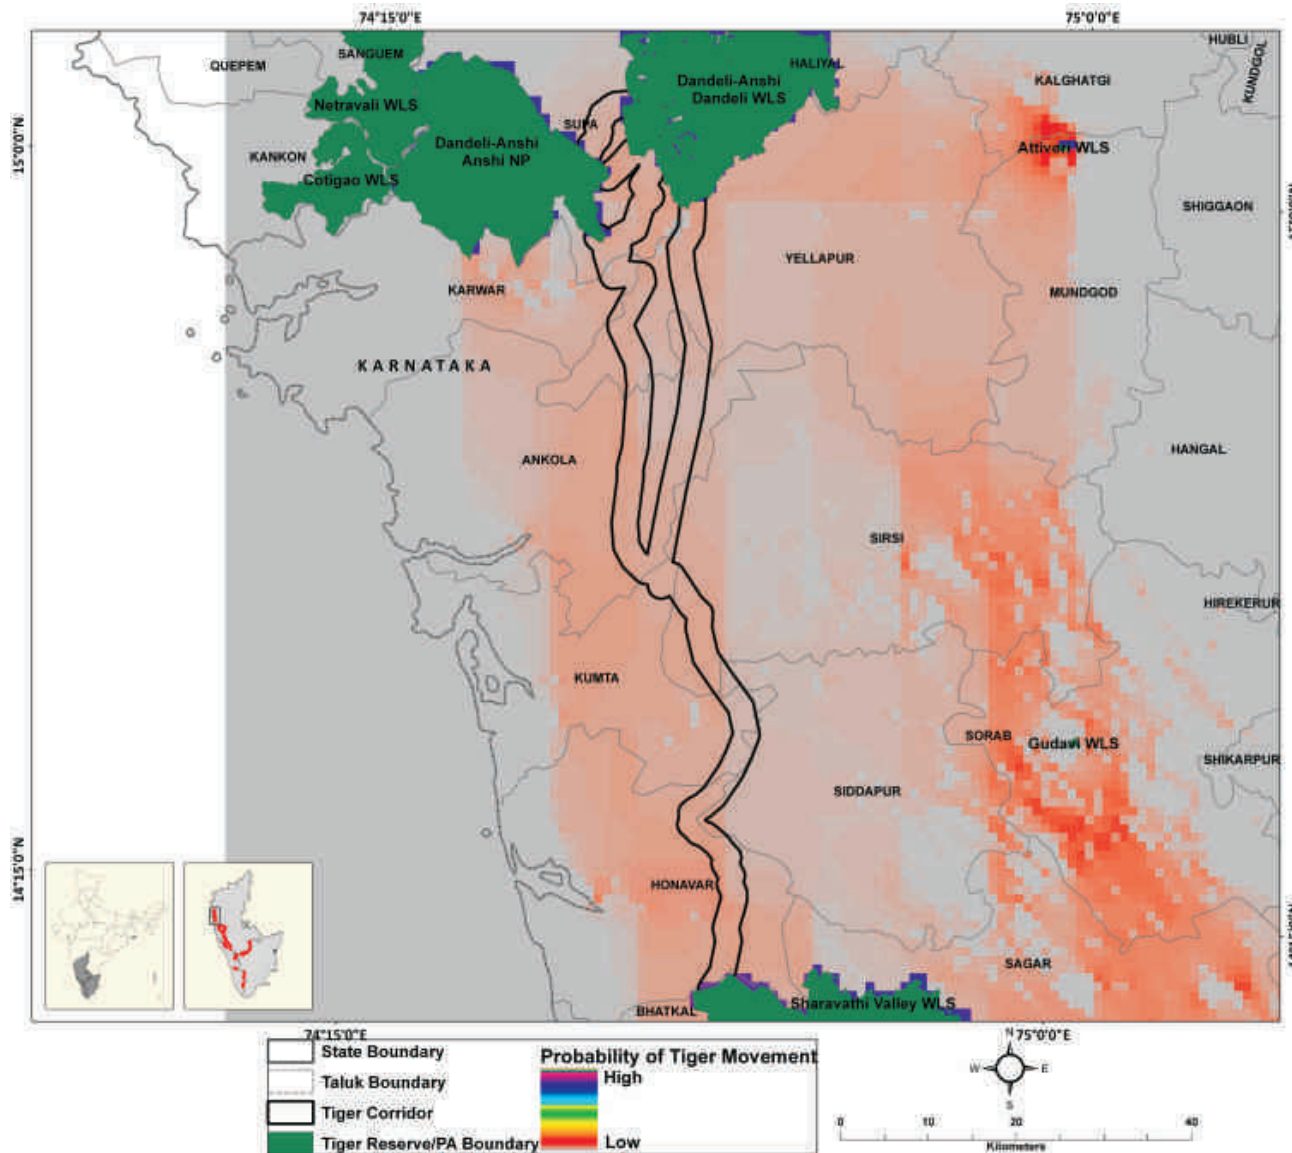 74°15'0"E
75°0'0"E
HUBLI
SANGUEM
QUEPEM
HALIYAL
KALGHATGI
KUNDGOL
Dandeli-Anshi
Dandeli WLS
Netravali WLS
SUPA
15°0'0"N
Dandeli-Anshi
Anshi NP
Attiveri WLS
KANKON
Cotigao WLS
SHIGGAON
YELLAPUR
KARWAR
MUNDGOD
KARNATAKA
HANGAL
ANKOLA
SIRSI
HIREKERUR
KUMTA
SORAB
Gudavi WLS
SHIKARPUR
SIDDAPUR
14°15'0"N
HONAVAR
SAGAR
Sharavathi Valley WLS
BHATKAL
74°15'0"E
75°0'0"E
State Boundary
Taluk Boundary
Tiger Corridor
Tiger Reserve/PA Boundary
Probability of Tiger Movement
High
Low
N
W
E
S
0 10 20 40
Kilometers